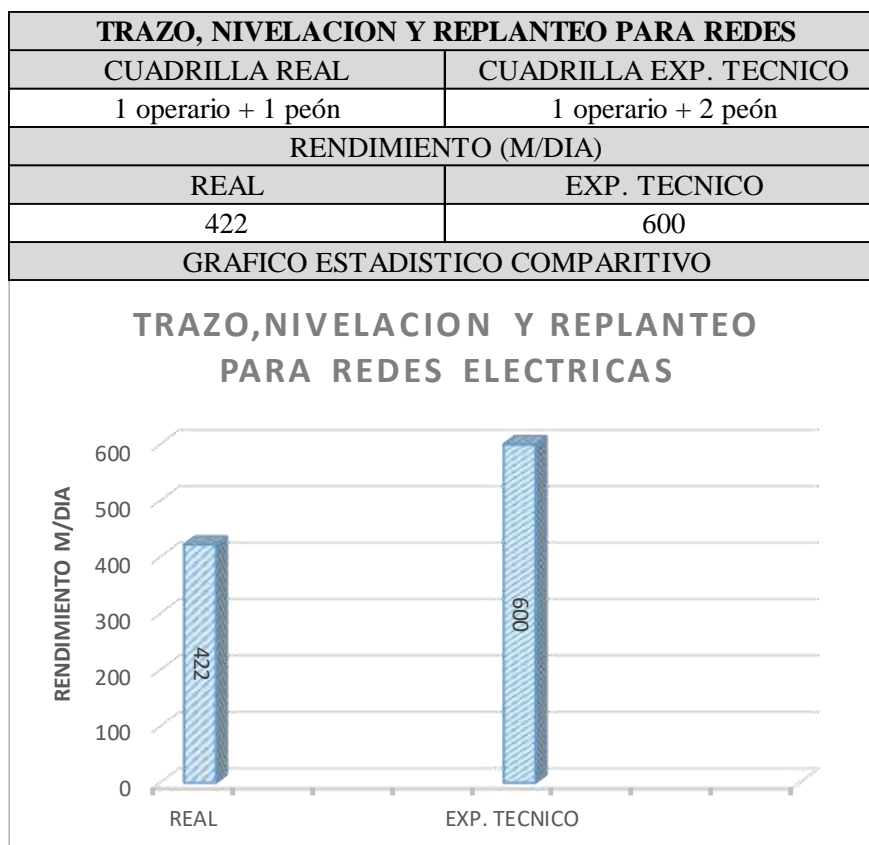 TRAZO, NIVELACION Y REPLANTEO PARA REDES
CUADRILLA REAL CUADRILLA EXP. TECNICO
1 operario + 1 peón 1 operario + 2 peón
RENDIMIENTO (M/DIA)
REAL EXP. TECNICO
422 600
GRAFICO ESTADISTICO COMPARITIVO
TRAZO,NIVELACION Y REPLANTEO
PARA REDES ELECTRICAS
RENDIMIENTO M/DIA
600
500
400
300
200
100
0
422
600
REAL EXP. TECNICO